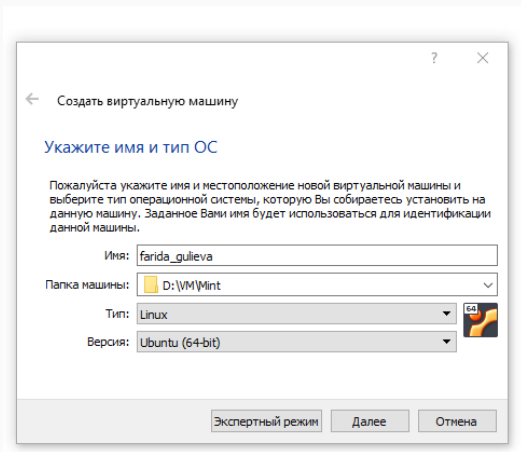 ?
Создать виртуальную машину
Укажите имя и тип ОС
Пожалуйста укажите имя и местоположение новой виртуальной машины и
выберите тип операционной системы, которую Вы собираетесь установить на
данную машину. Заданное Вами имя будет использоваться для идентификации
данной машины.
Имя: farida_gulieva
Папка машины: D:\VM\Mint
Тип: Linux
64
Версия: Ubuntu (64-bit)
Экспертный режим Далее Отмена